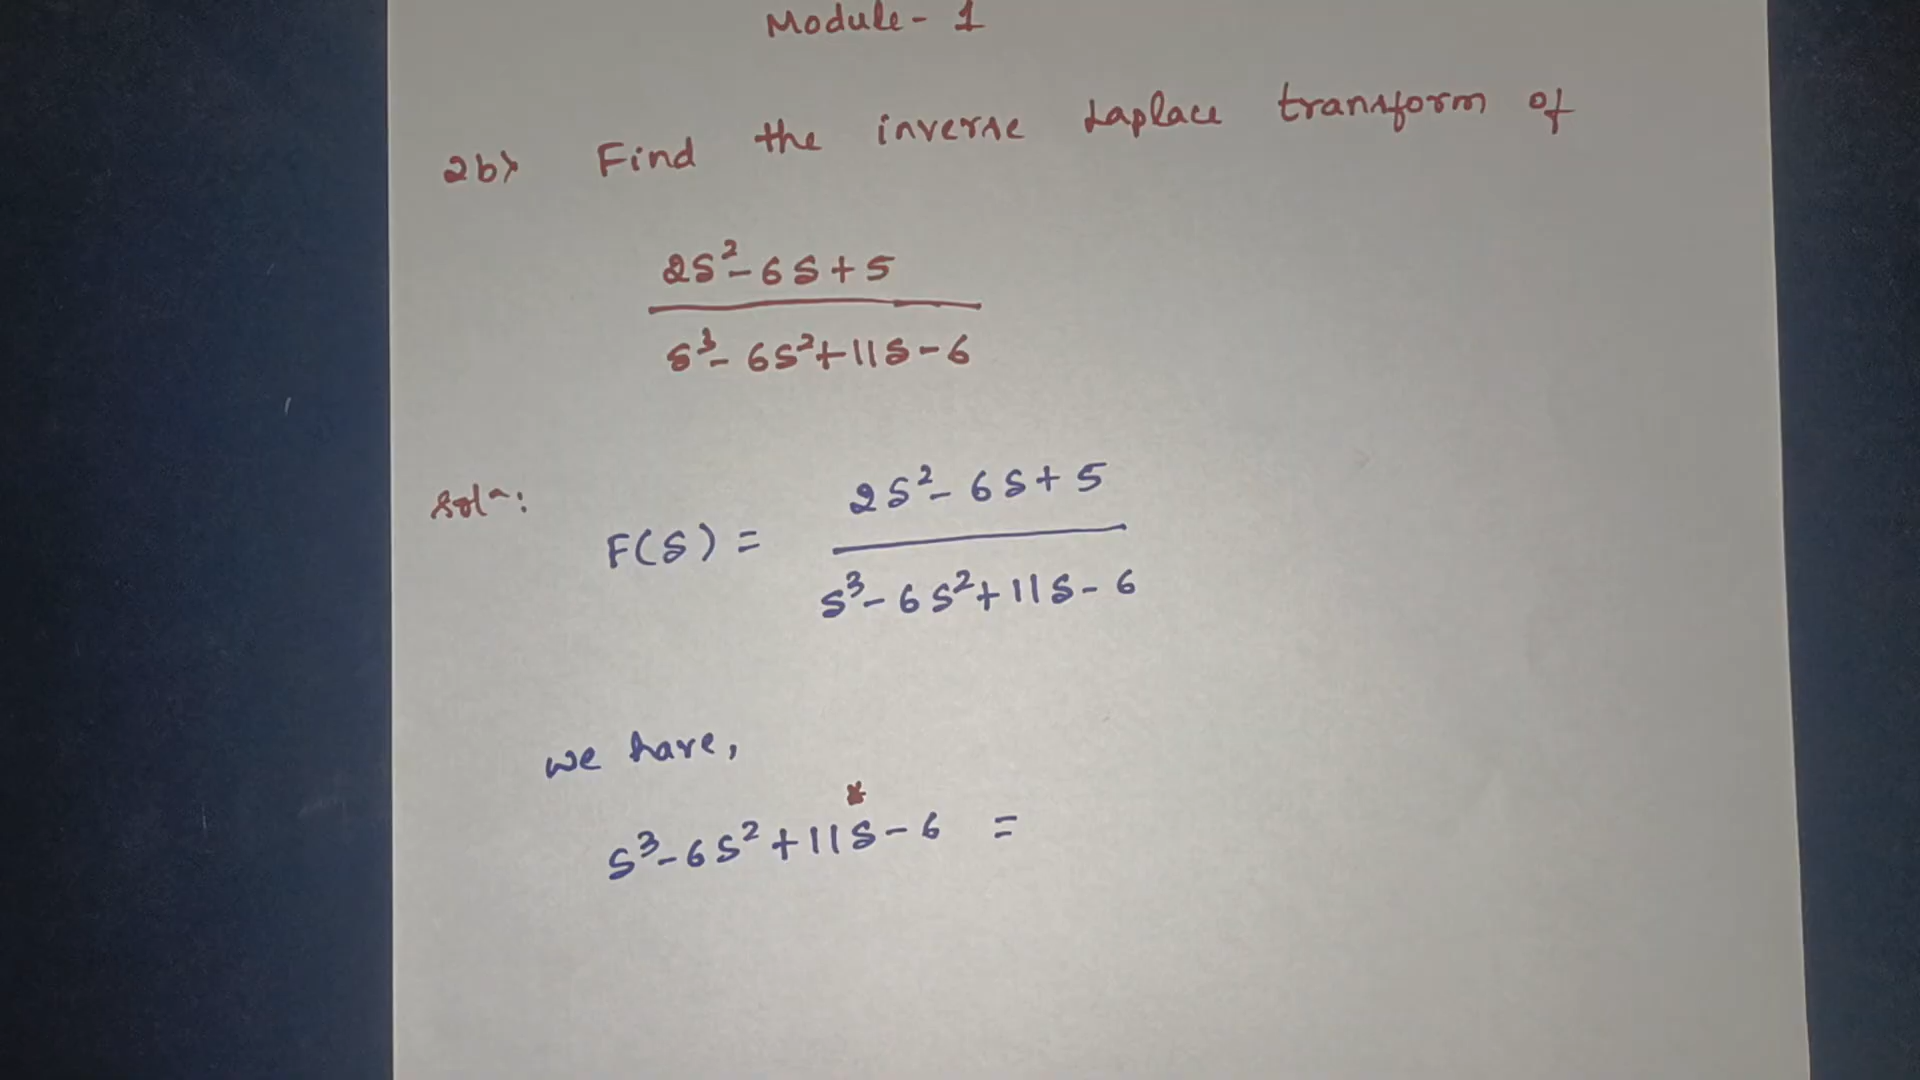 Module - 1
2b) Find the inverse Laplace transform of
2s²-6s+5
s³-6s²+11s-6
Solⁿ:
F(s) = 2s²-6s+5
s³-6s²+11s-6
we have,
s³-6s²+11s-6 =